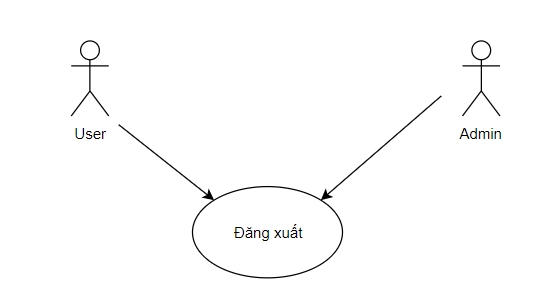 User
Admin
Đăng xuất